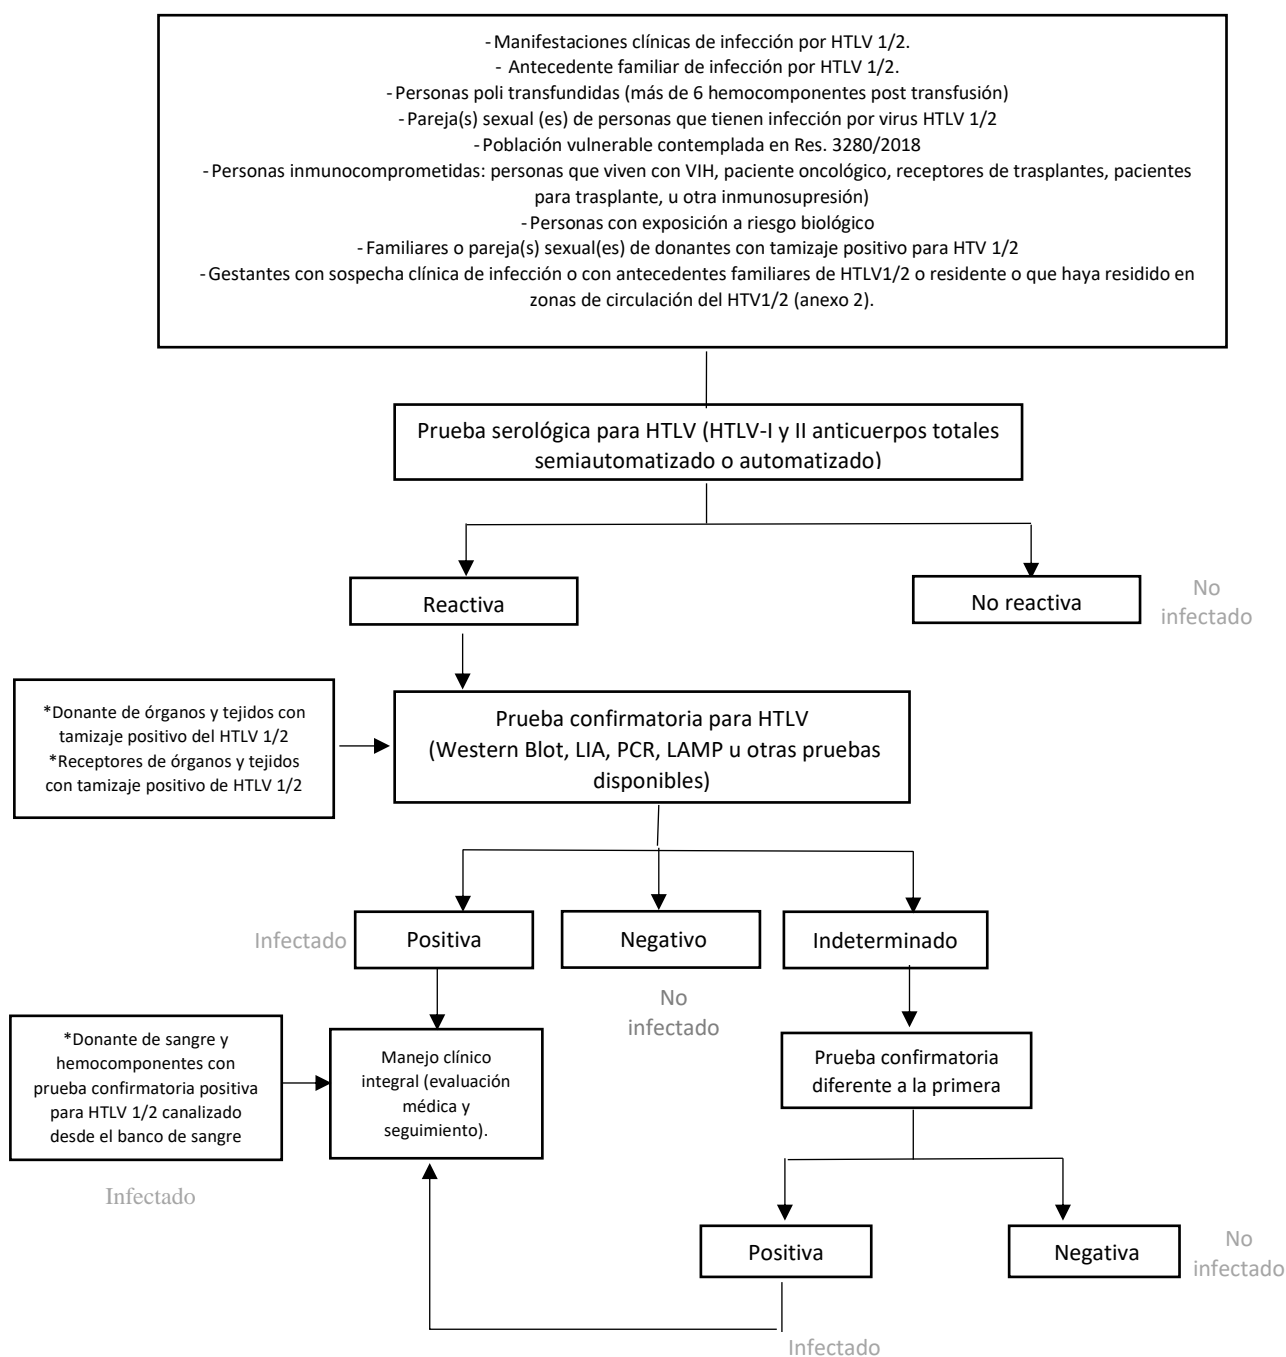 - Manifestaciones clínicas de infección por HTLV 1/2.
- Antecedente familiar de infección por HTLV 1/2.
- Personas poli transfundidas (más de 6 hemocomponentes post transfusión)
- Pareja(s) sexual (es) de personas que tienen infección por virus HTLV 1/2
- Población vulnerable contemplada en Res. 3280/2018
- Personas inmunocomprometidas: personas que viven con VIH, paciente oncológico, receptores de trasplantes, pacientes
para trasplante, u otra inmunosupresión)
- Personas con exposición a riesgo biológico
- Familiares o pareja(s) sexual(es) de donantes con tamizaje positivo para HTV 1/2
- Gestantes con sospecha clínica de infección o con antecedentes familiares de HTLV1/2 o residente o que haya residido en
zonas de circulación del HTV1/2 (anexo 2).
Prueba serológica para HTLV (HTLV-I y II anticuerpos totales
semiautomatizado o automatizado)
Reactiva
No reactiva
No
infectado
*Donante de órganos y tejidos con
tamizaje positivo del HTLV 1/2
*Receptores de órganos y tejidos
con tamizaje positivo de HTLV 1/2
Prueba confirmatoria para HTLV
(Western Blot, LIA, PCR, LAMP u otras pruebas
disponibles)
Infectado
Positiva
Negativo
Indeterminado
No
infectado
*Donante de sangre y
hemocomponentes con
prueba confirmatoria positiva
para HTLV 1/2 canalizado
desde el banco de sangre
Infectado
Manejo clínico
integral (evaluación
médica y
seguimiento).
Prueba confirmatoria
diferente a la primera
Positiva
Negativa
No
infectado
Infectado